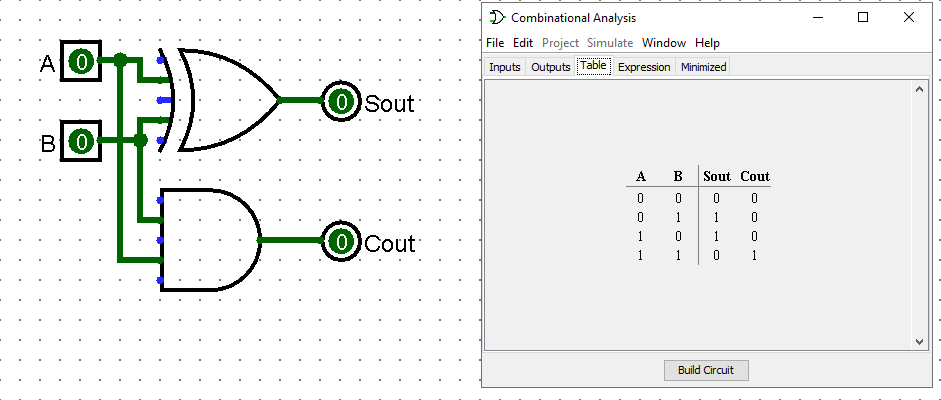 A 0
0 Sout
B 0
0 Cout
Combinational Analysis
File Edit Project Simulate Window Help
Inputs Outputs Table Expression Minimized
A B Sout Cout
0 0 0 0
0 1 1 0
1 0 1 0
1 1 0 1
Build Circuit